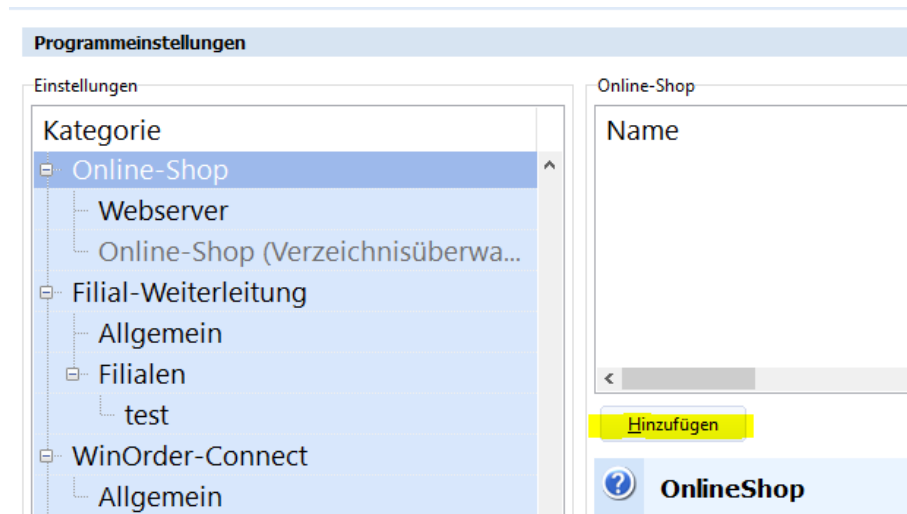 Programmeinstellungen
Einstellungen
Kategorie
Online-Shop
Webserver
Online-Shop (Verzeichnisüberwa...
Filial-Weiterleitung
Allgemein
Filialen
test
WinOrder-Connect
Allgemein
Online-Shop
Name
Hinzufügen
OnlineShop